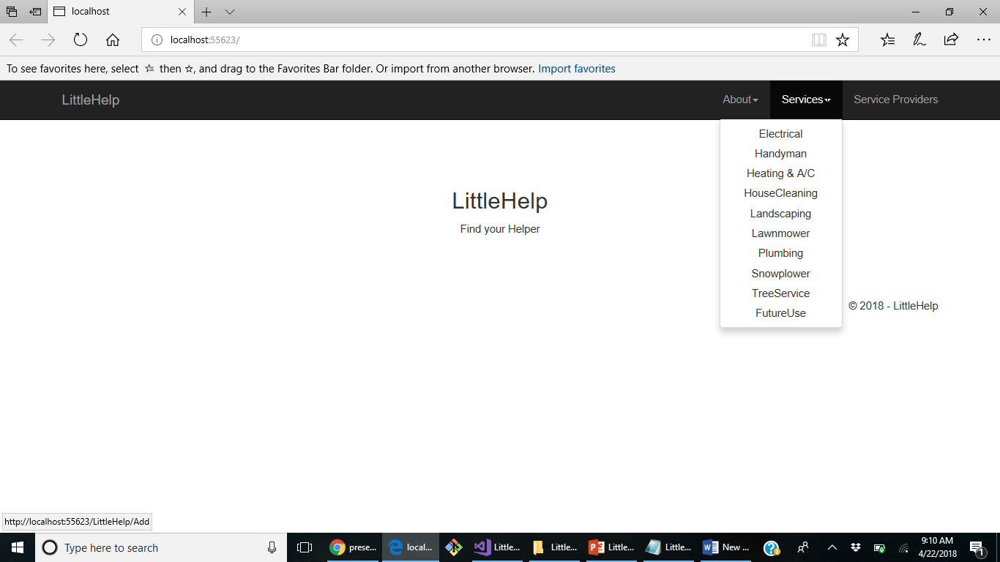 localhost
localhost:55623/
To see favorites here, select then , and drag to the Favorites Bar folder. Or import from another browser. Import favorites
LittleHelp About Services Service Providers
Electrical
Handyman
Heating & A/C
HouseCleaning
Landscaping
Lawnmower
Plumbing
Snowplower
TreeService
FutureUse
LittleHelp
Find your Helper
© 2018 - LittleHelp
http://localhost:55623/LittleHelp/Add
Type here to search prese... local... Little... Little... Little... Little... New ... 9:10 AM
4/22/2018 1